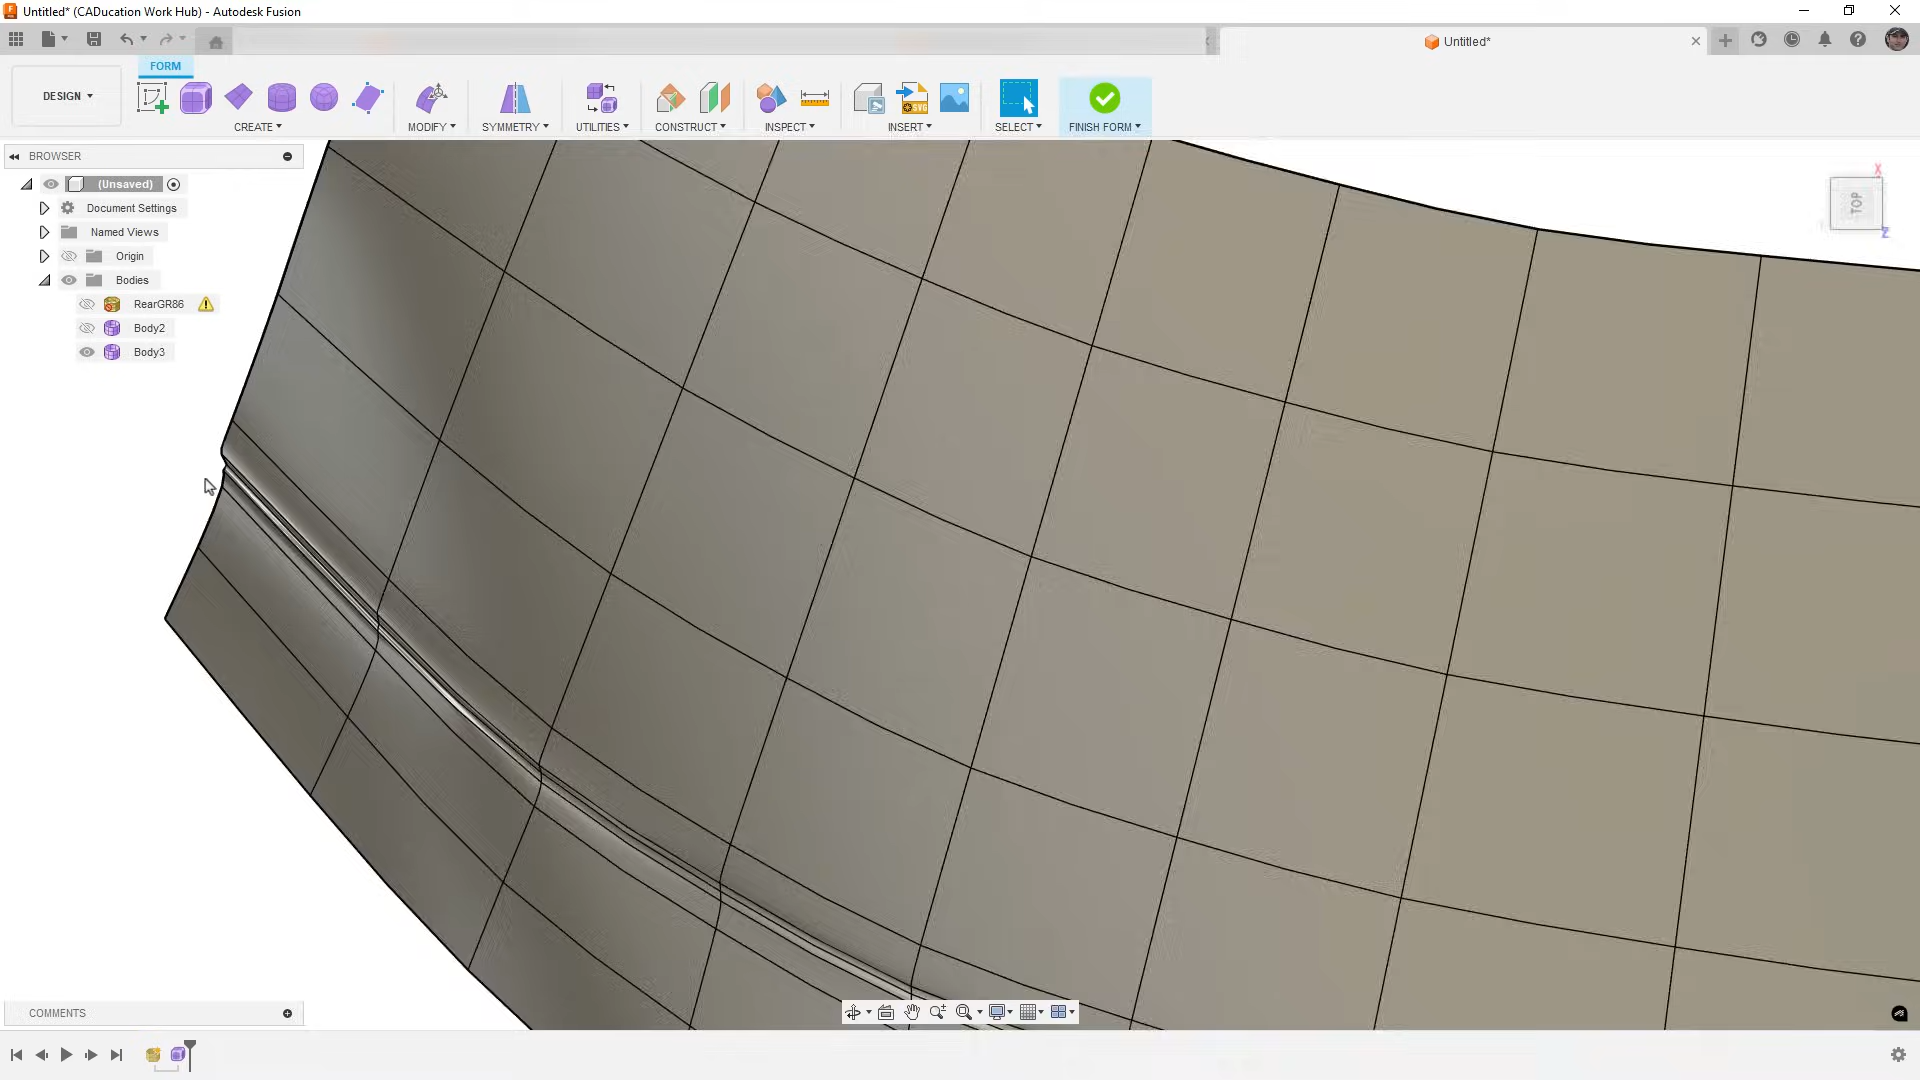 Untitled* (CADucation Work Hub) - Autodesk Fusion
Untitled*
FORM
DESIGN
CREATE
MODIFY
SYMMETRY
UTILITIES
CONSTRUCT
INSPECT
INSERT
SELECT
FINISH FORM
BROWSER
(Unsaved)
Document Settings
Named Views
Origin
Bodies
RearGR86
Body2
Body3
TOP
X
Z
COMMENTS